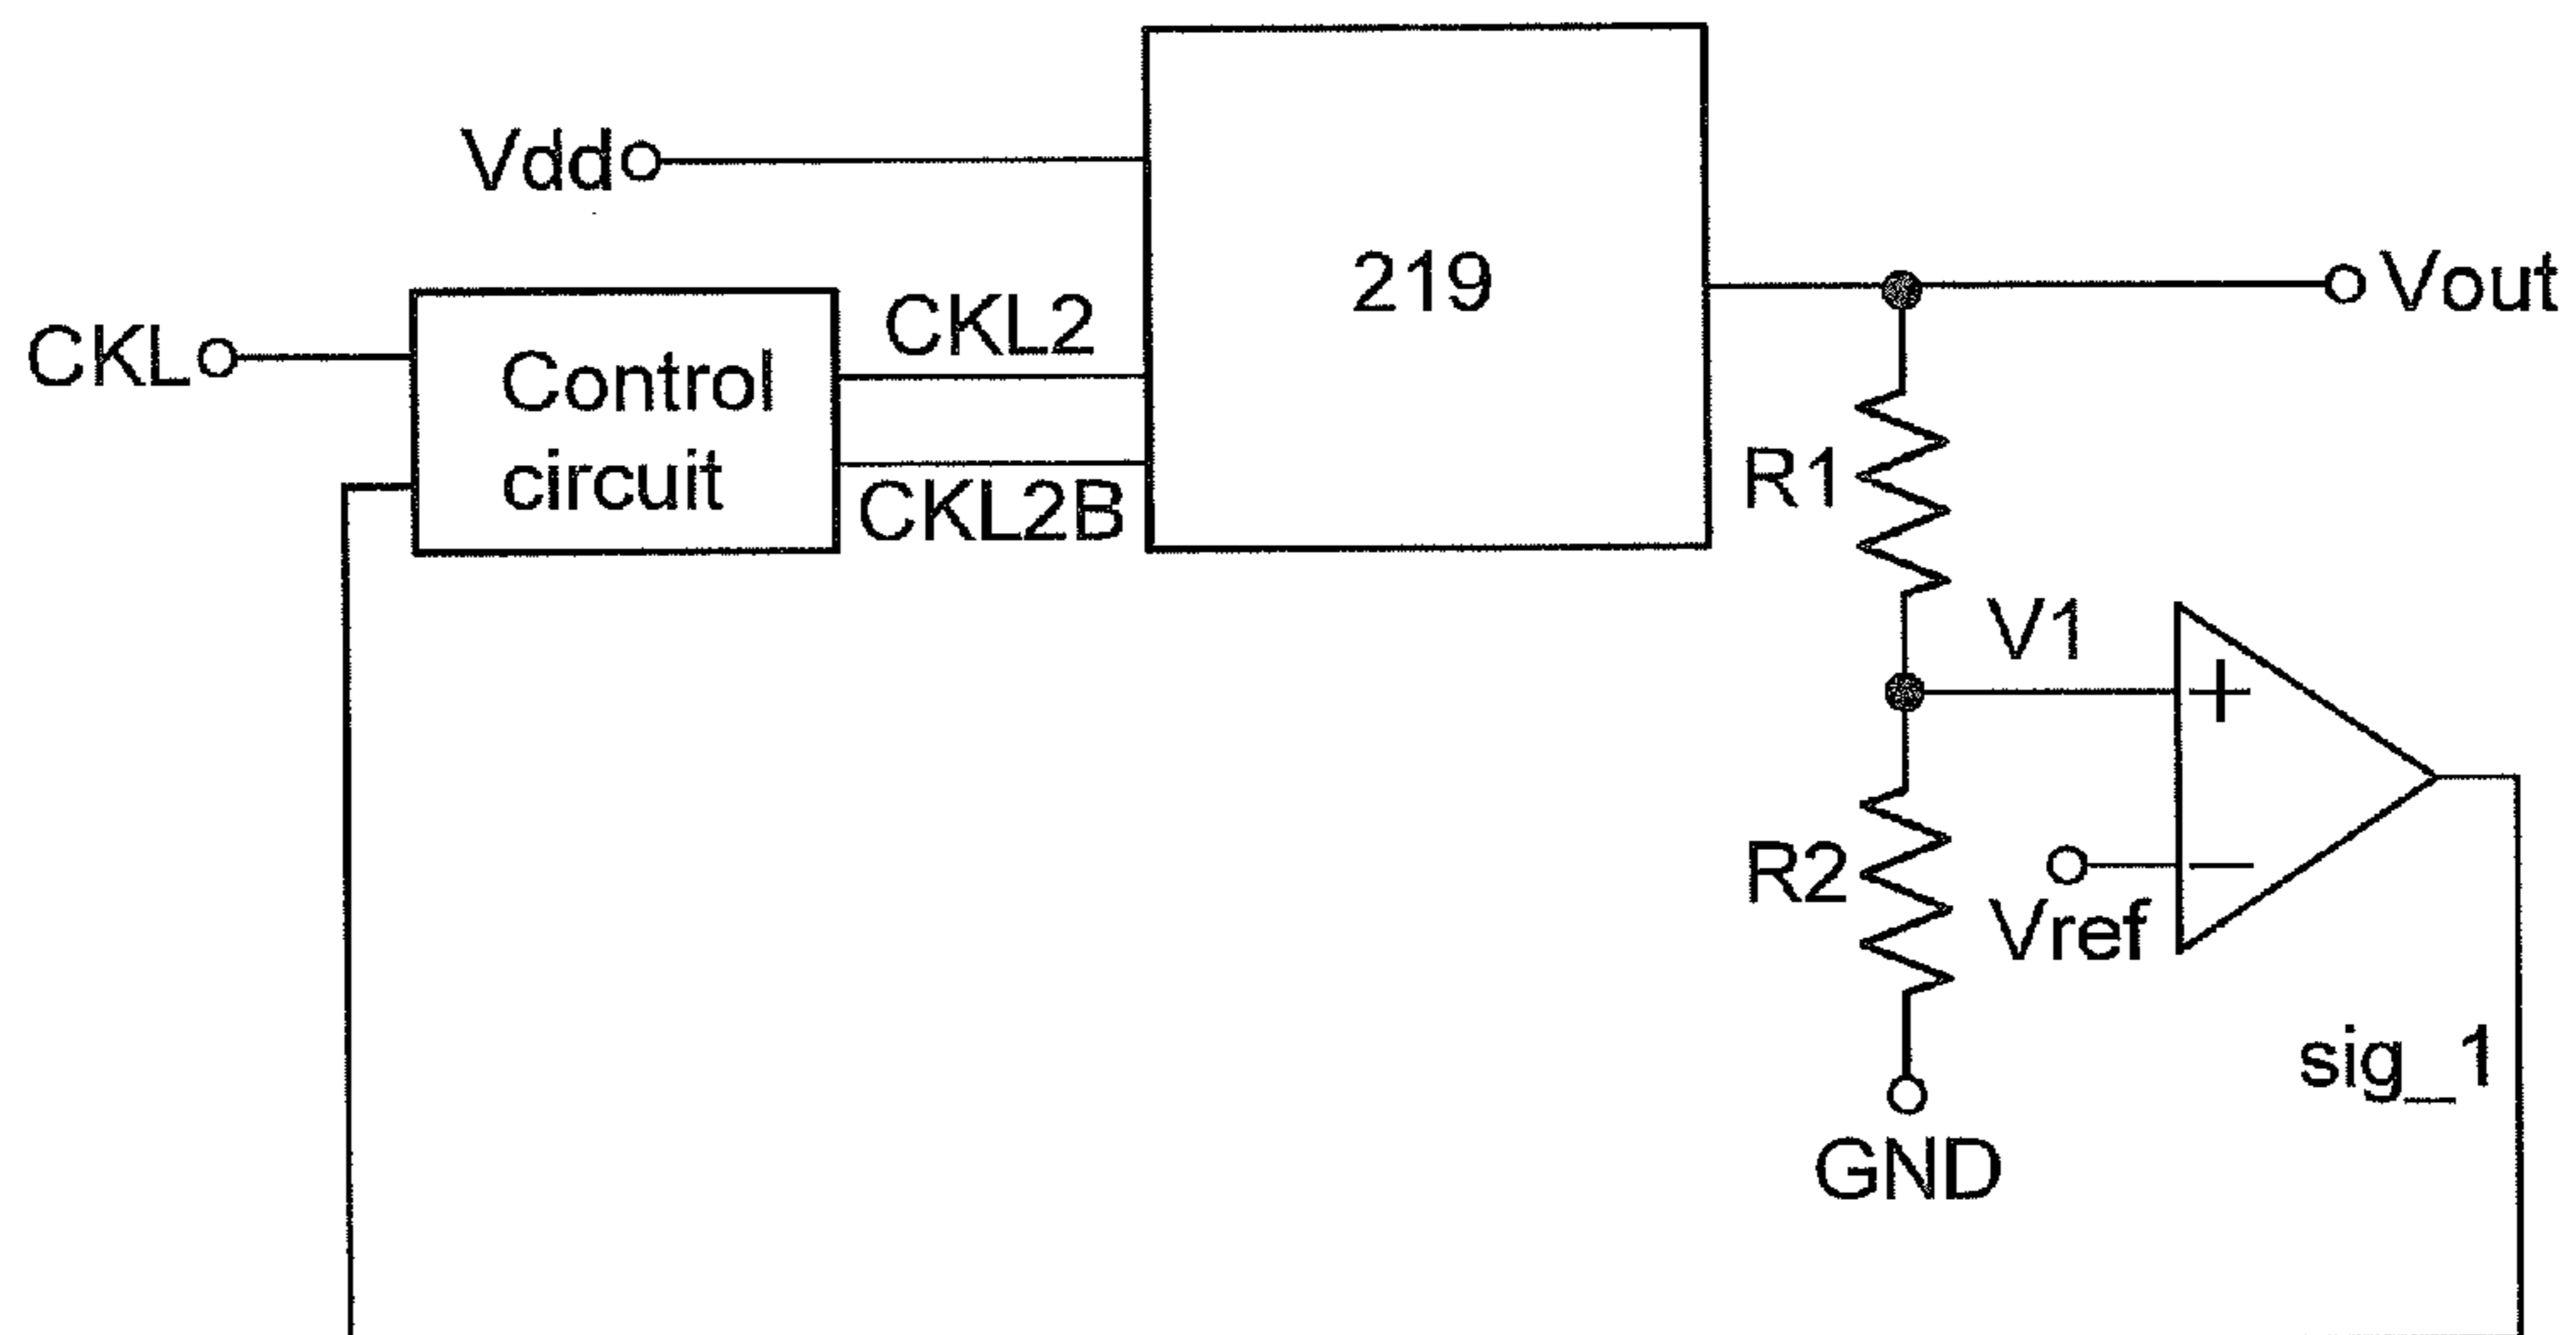 Vdd
219
Vout
CKL
Control
circuit
CKL2
CKL2B
R1
V1
+
−
R2
Vref
sig_1
GND